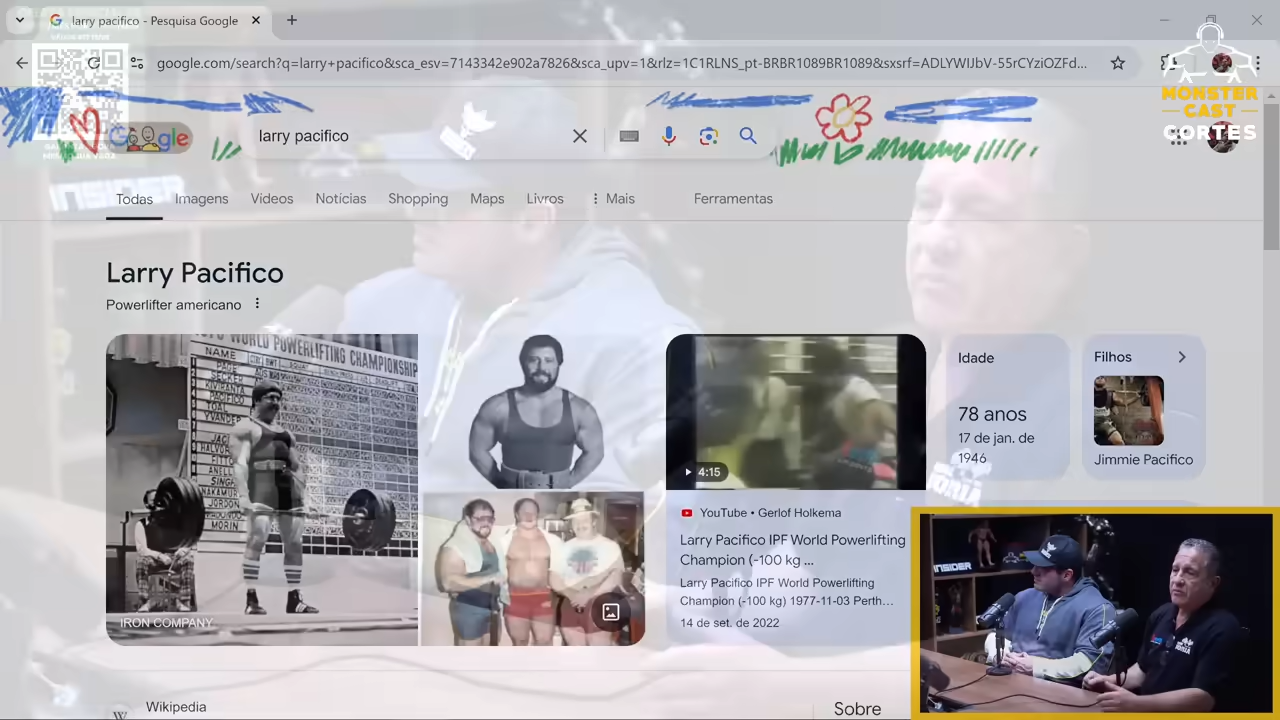 larry pacifico - Pesquisa Google
google.com/search?q=larry+pacifico&sca_esv=7143342e902a7826&sca_upv=1&rlz=1C1RLNS_pt-BRBR1089BR1089&sxsrf=ADLYWIJbV-55rCYziOZFd...
MONSTER
CAST
CORTES
Google
larry pacifico
INSIDER
Todas
Imagens
Videos
Notícias
Shopping
Maps
Livros
Mais
Ferramentas
Larry Pacifico
Powerlifter americano
WORLD POWERLIFTING CHAMPIONSHIP
NAME
PACIFICO
IRON COMPANY
4:15
YouTube • Gerlof Holkema
Larry Pacifico IPF World Powerlifting
Champion (-100 kg ...
Larry Pacifico IPF World Powerlifting
Champion (-100 kg) 1977-11-03 Perth...
14 de set. de 2022
Idade
78 anos
17 de jan. de
1946
Filhos
Jimmie Pacifico
INSIDER
Wikipedia
Sobre